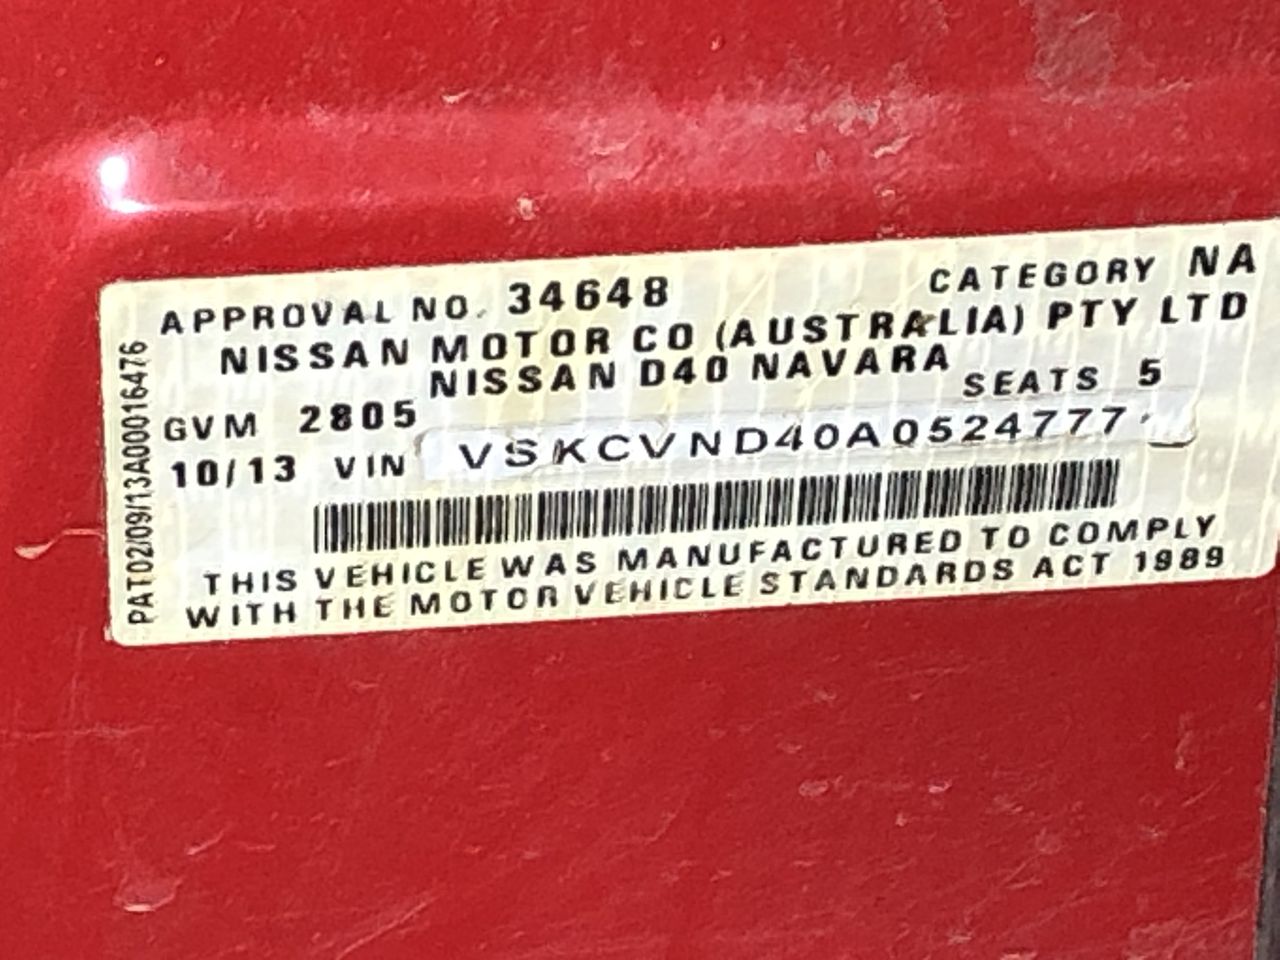 APPROVAL NO. 34648 CATEGORY NA
NISSAN MOTOR CO (AUSTRALIA) PTY LTD
NISSAN D40 NAVARA
GVM 2805 SEATS 5
10/13 VIN VSKCVND40A0524777
THIS VEHICLE WAS MANUFACTURED TO COMPLY
WITH THE MOTOR VEHICLE STANDARDS ACT 1989
PAT02/09/13A00016476